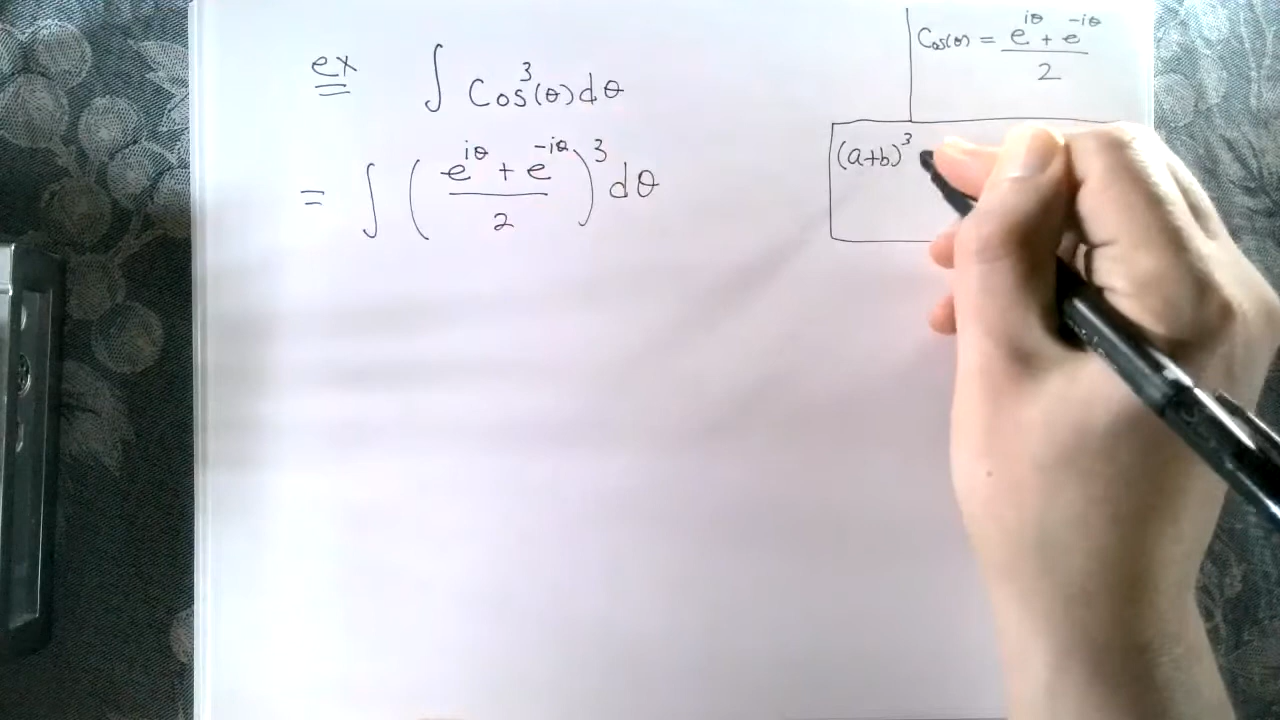 ex ∫ Cos³(θ)dθ
= ∫ ( (e^{iθ} + e^{-iθ}) / 2 )³ dθ
Cos(θ) = (e^{iθ} + e^{-iθ}) / 2
(a+b)³